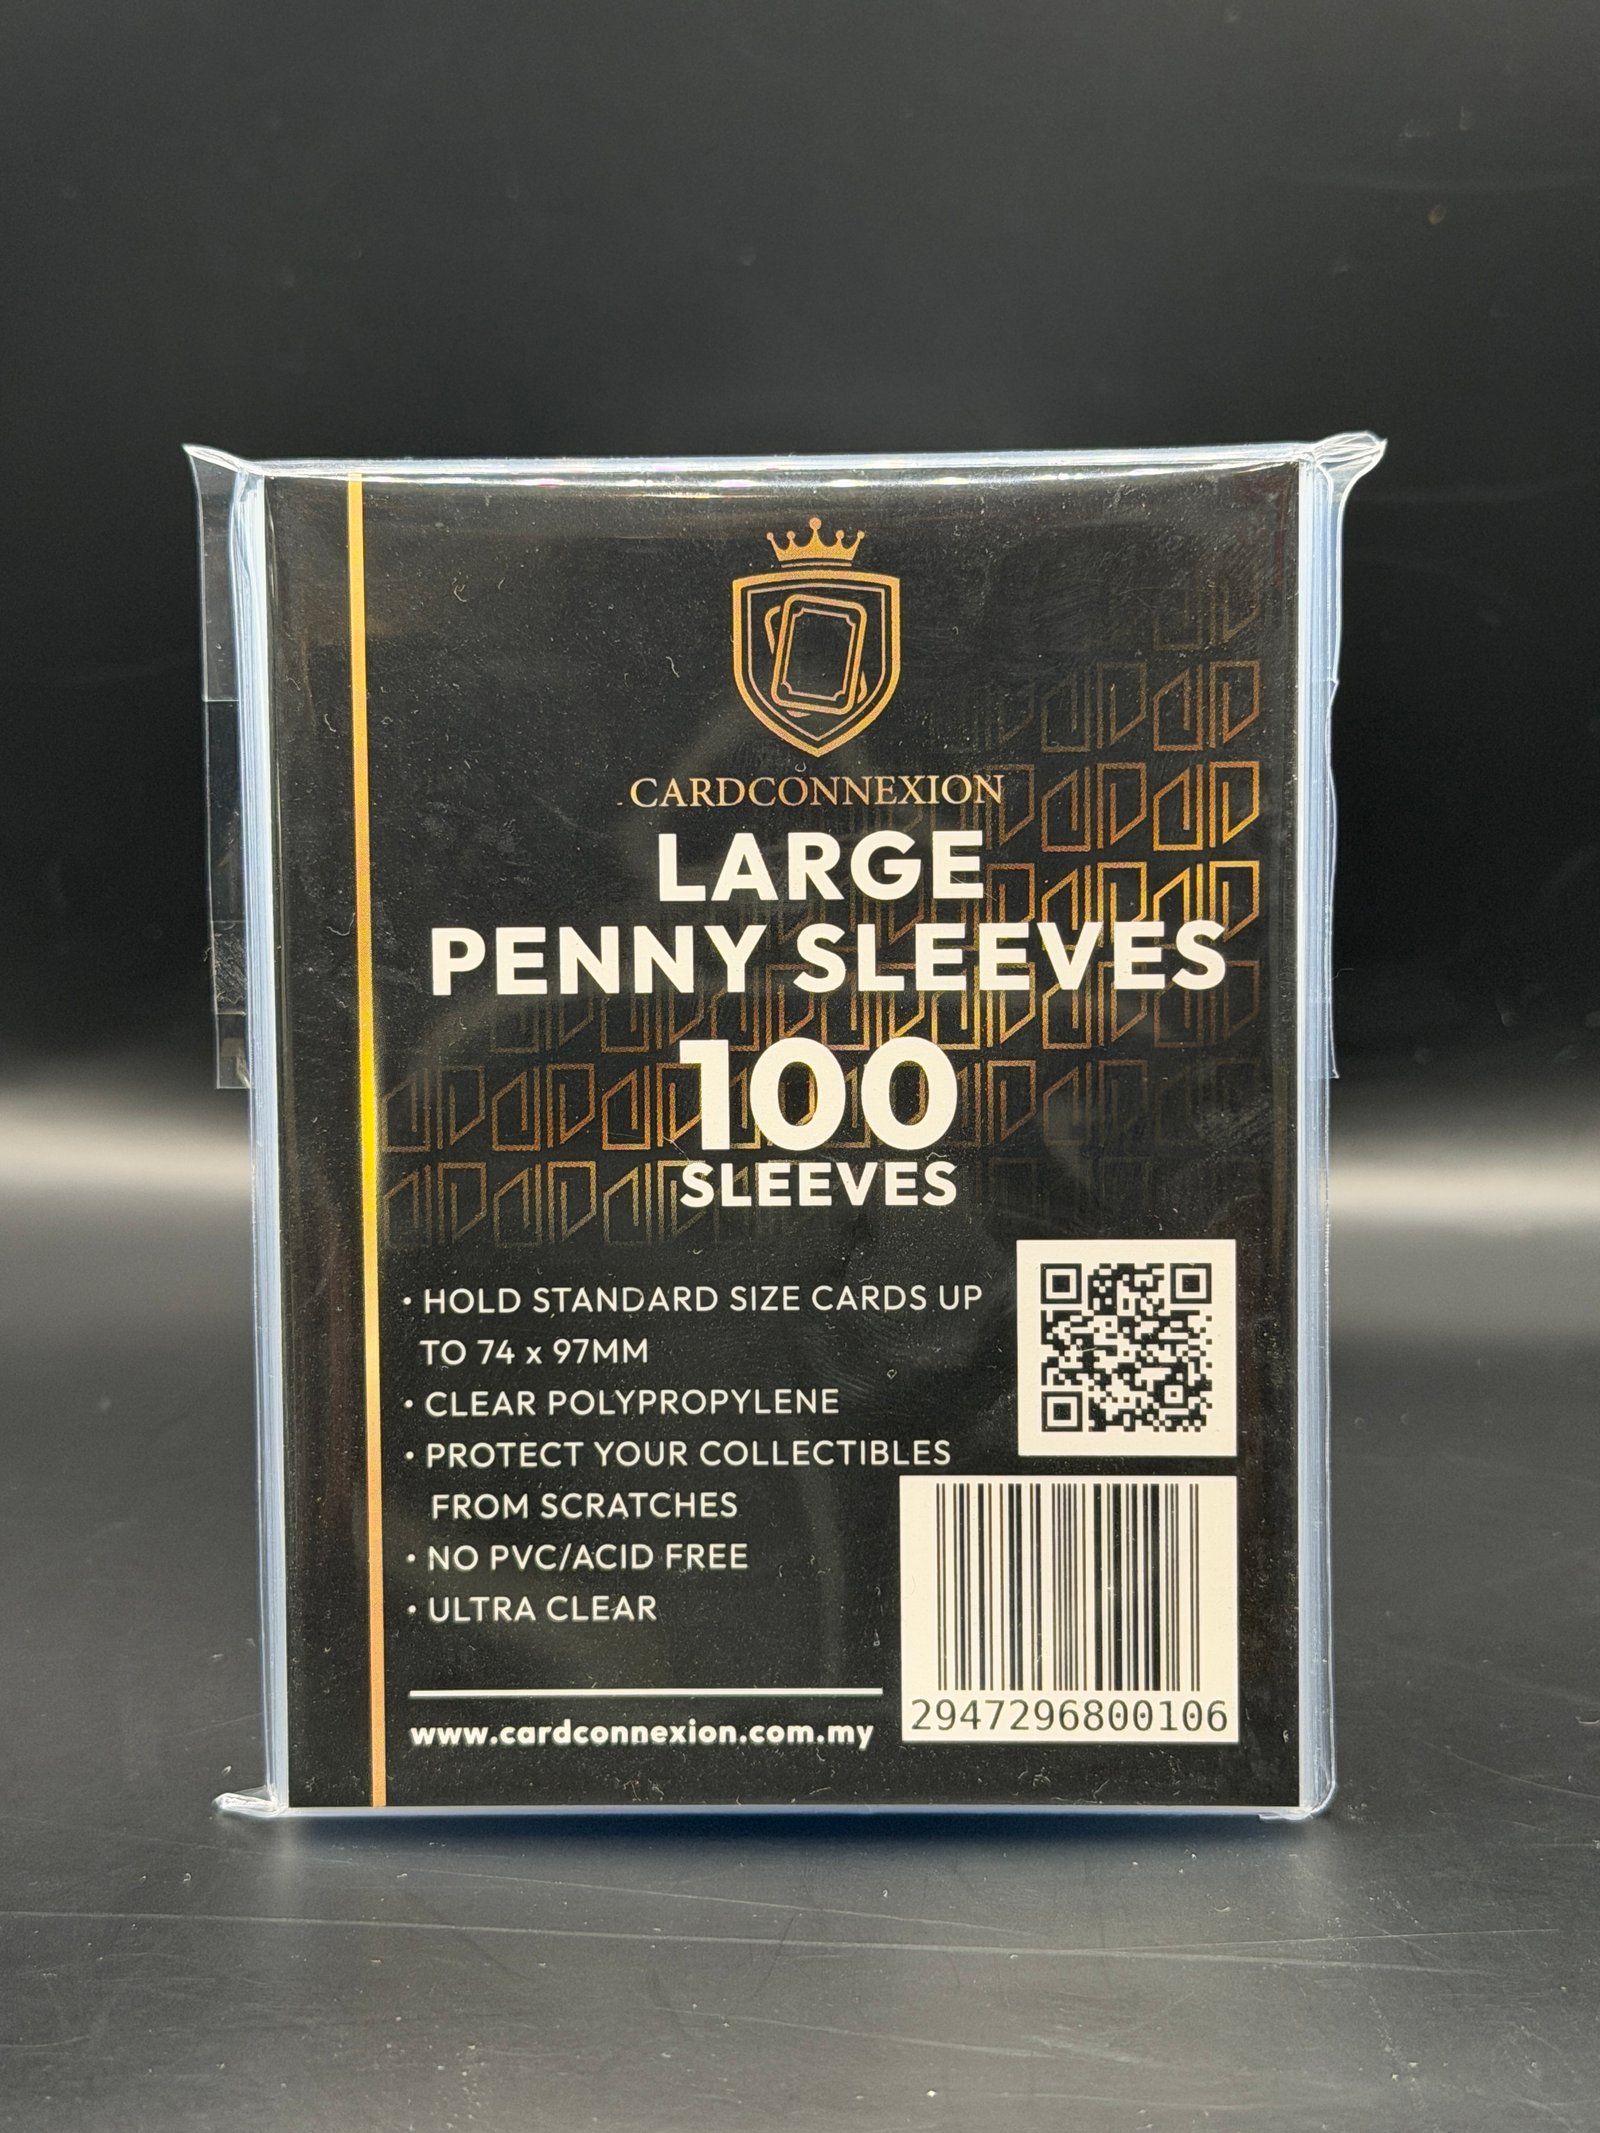 CARDCONNEXION
LARGE
PENNY SLEEVES
100
SLEEVES
• HOLD STANDARD SIZE CARDS UP
TO 74 x 97MM
• CLEAR POLYPROPYLENE
• PROTECT YOUR COLLECTIBLES
FROM SCRATCHES
• NO PVC/ACID FREE
• ULTRA CLEAR
www.cardconnexion.com.my
2947296800106